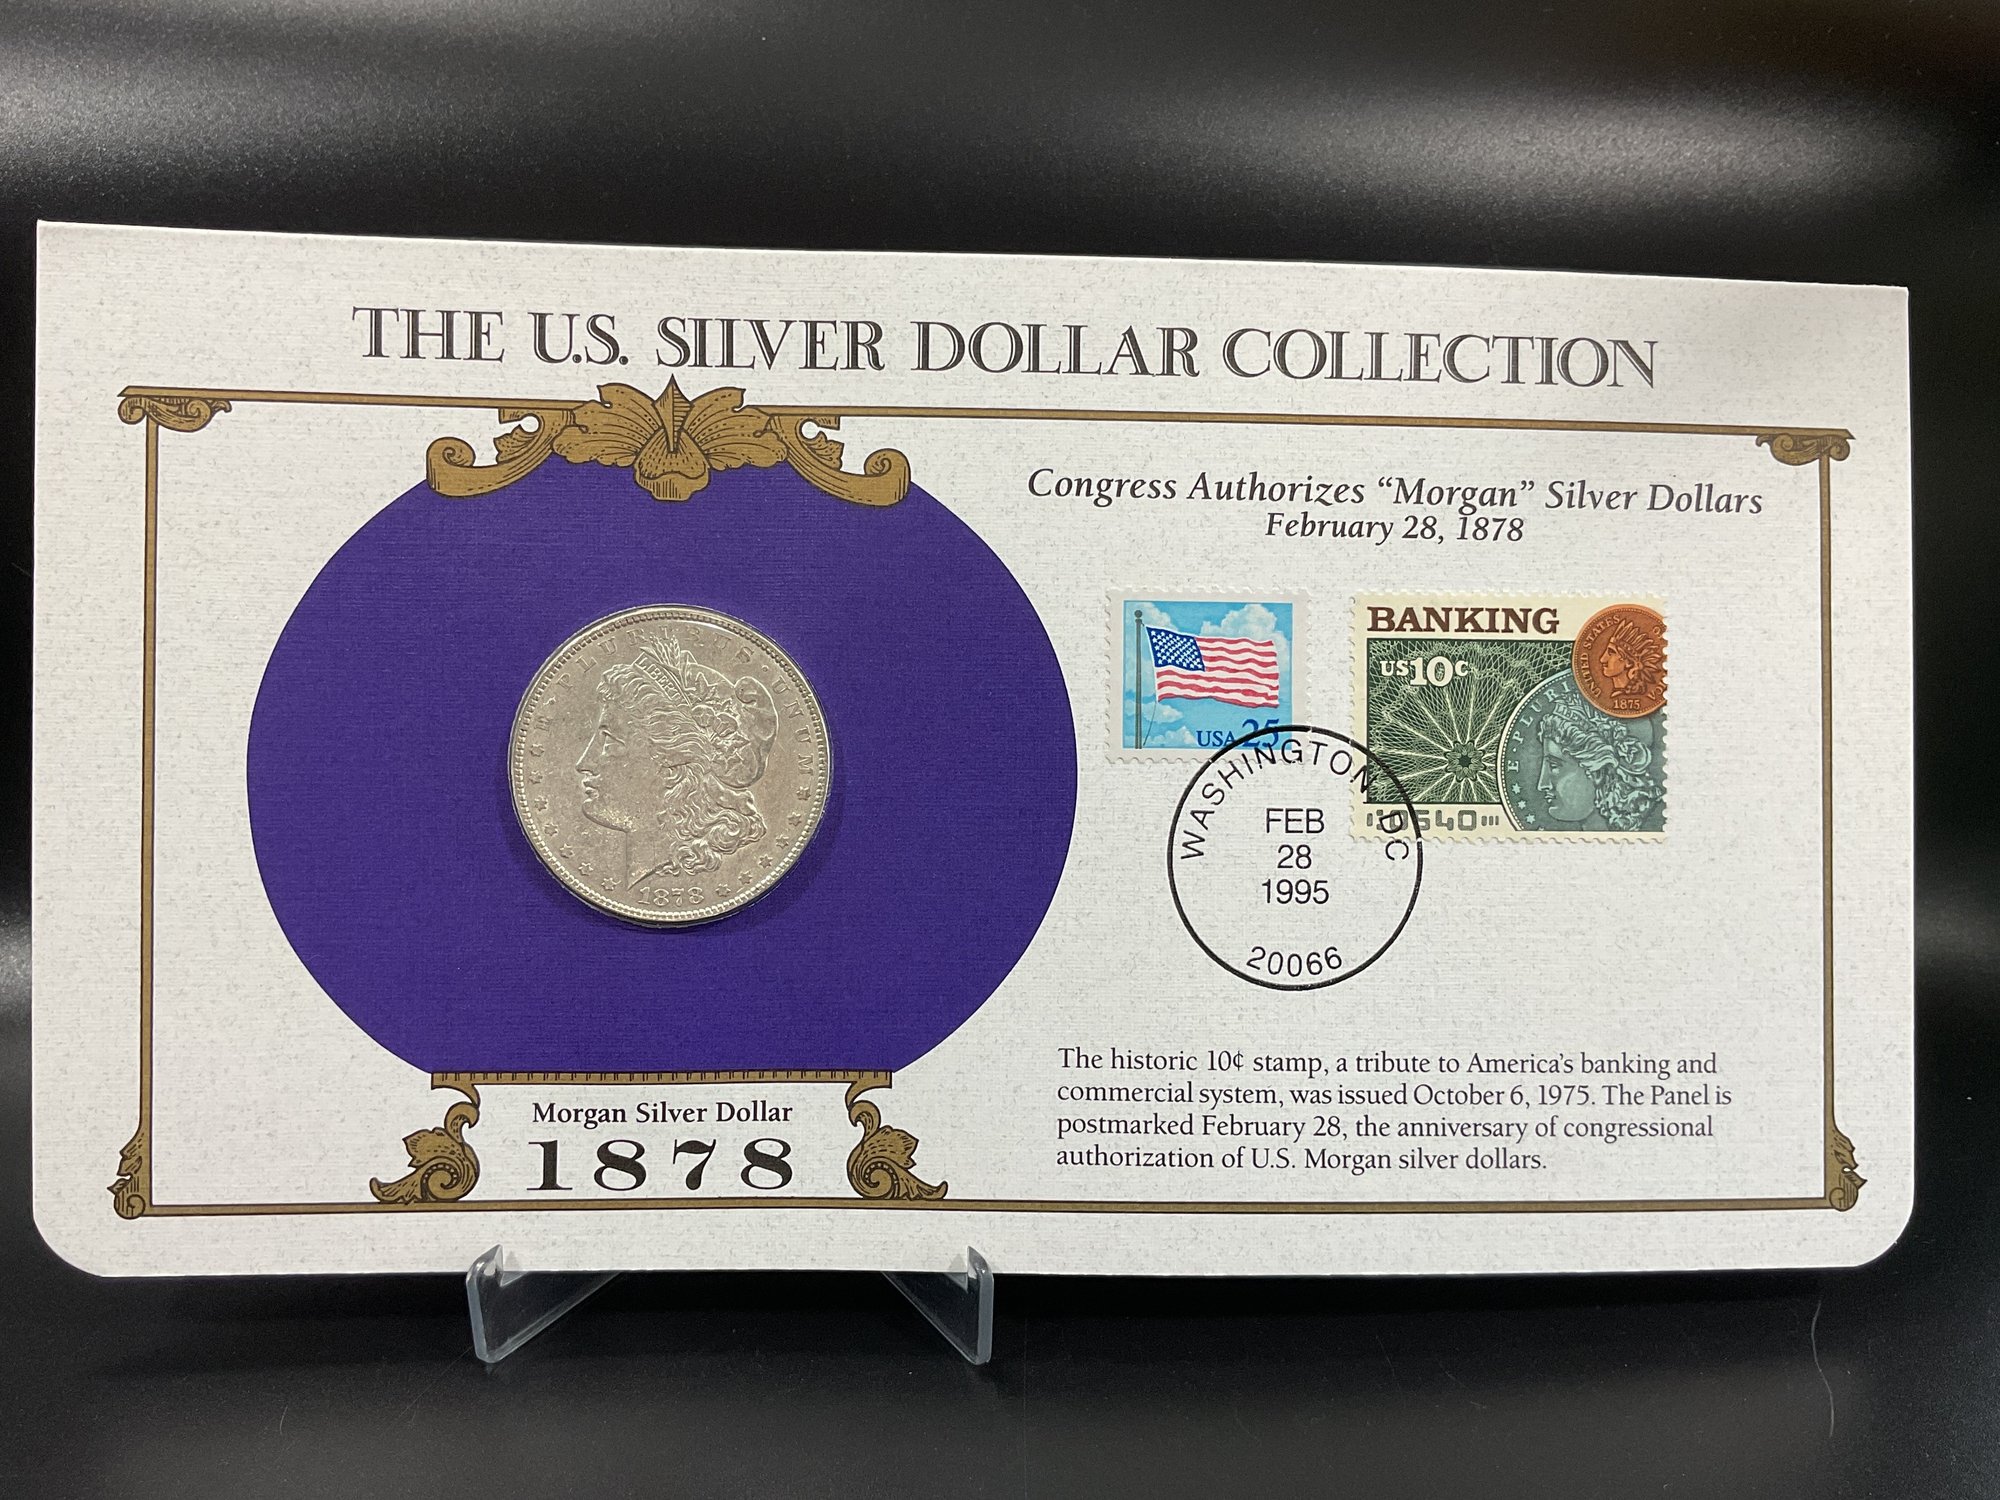 THE U.S. SILVER DOLLAR COLLECTION
Congress Authorizes “Morgan” Silver Dollars
February 28, 1878
E·PLURIBUS·UNUM
LIBERTY
1878
USA 25
BANKING
US 10c
UNITED STATES
1875
E·PLURI
WASHINGTON DC
FEB
28
1995
20066
Morgan Silver Dollar
1878
The historic 10¢ stamp, a tribute to America's banking and
commercial system, was issued October 6, 1975. The Panel is
postmarked February 28, the anniversary of congressional
authorization of U.S. Morgan silver dollars.